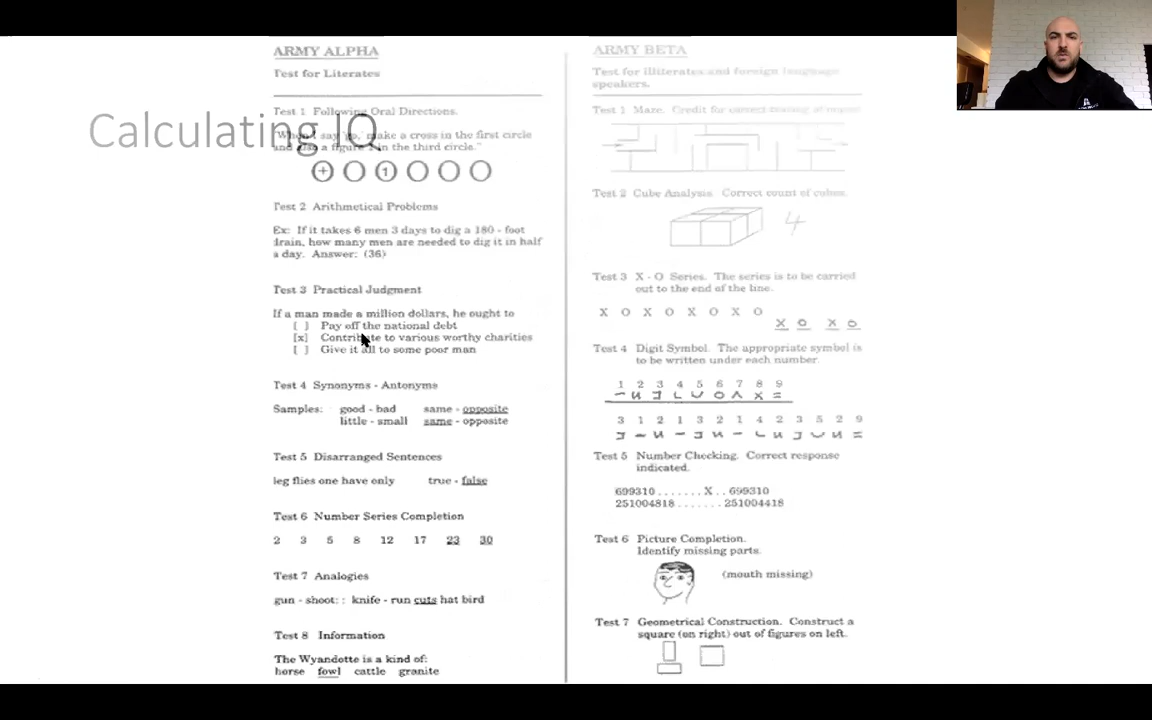 Calculating IQ
ARMY ALPHA
Test for Literates
Test 1 Following Oral Directions.
"When I say 'go,' make a cross in the first circle
and also a figure 1 in the third circle."
+ 1
Test 2 Arithmetical Problems
Ex: If it takes 6 men 3 days to dig a 180 - foot
drain, how many men are needed to dig it in half
a day. Answer: (36)
Test 3 Practical Judgment
If a man made a million dollars, he ought to
[ ] Pay off the national debt
[x] Contribute to various worthy charities
[ ] Give it all to some poor man
Test 4 Synonyms - Antonyms
Samples: good - bad same - opposite
little - small same - opposite
Test 5 Disarranged Sentences
leg flies one have only true - false
Test 6 Number Series Completion
2 3 5 8 12 17 23 30
Test 7 Analogies
gun - shoot: : knife - run cuts hat bird
Test 8 Information
The Wyandotte is a kind of:
horse fowl cattle granite
ARMY BETA
Test for illiterates and foreign language
speakers.
Test 1 Maze. Credit for correct tracing
Test 2 Cube Analysis. Correct count of cubes.
4
Test 3 X - O Series. The series is to be carried
out to the end of the line.
X O X O X O X O
X O X O
Test 4 Digit Symbol. The appropriate symbol is
to be written under each number.
1 2 3 4 5 6 7 8 9
3 1 2 1 3 2 1 4 2 3 5 2 9
Test 5 Number Checking. Correct response
indicated.
699310.......X..699310
251004818.......251004418
Test 6 Picture Completion.
Identify missing parts.
(mouth missing)
Test 7 Geometrical Construction. Construct a
square (on right) out of figures on left.